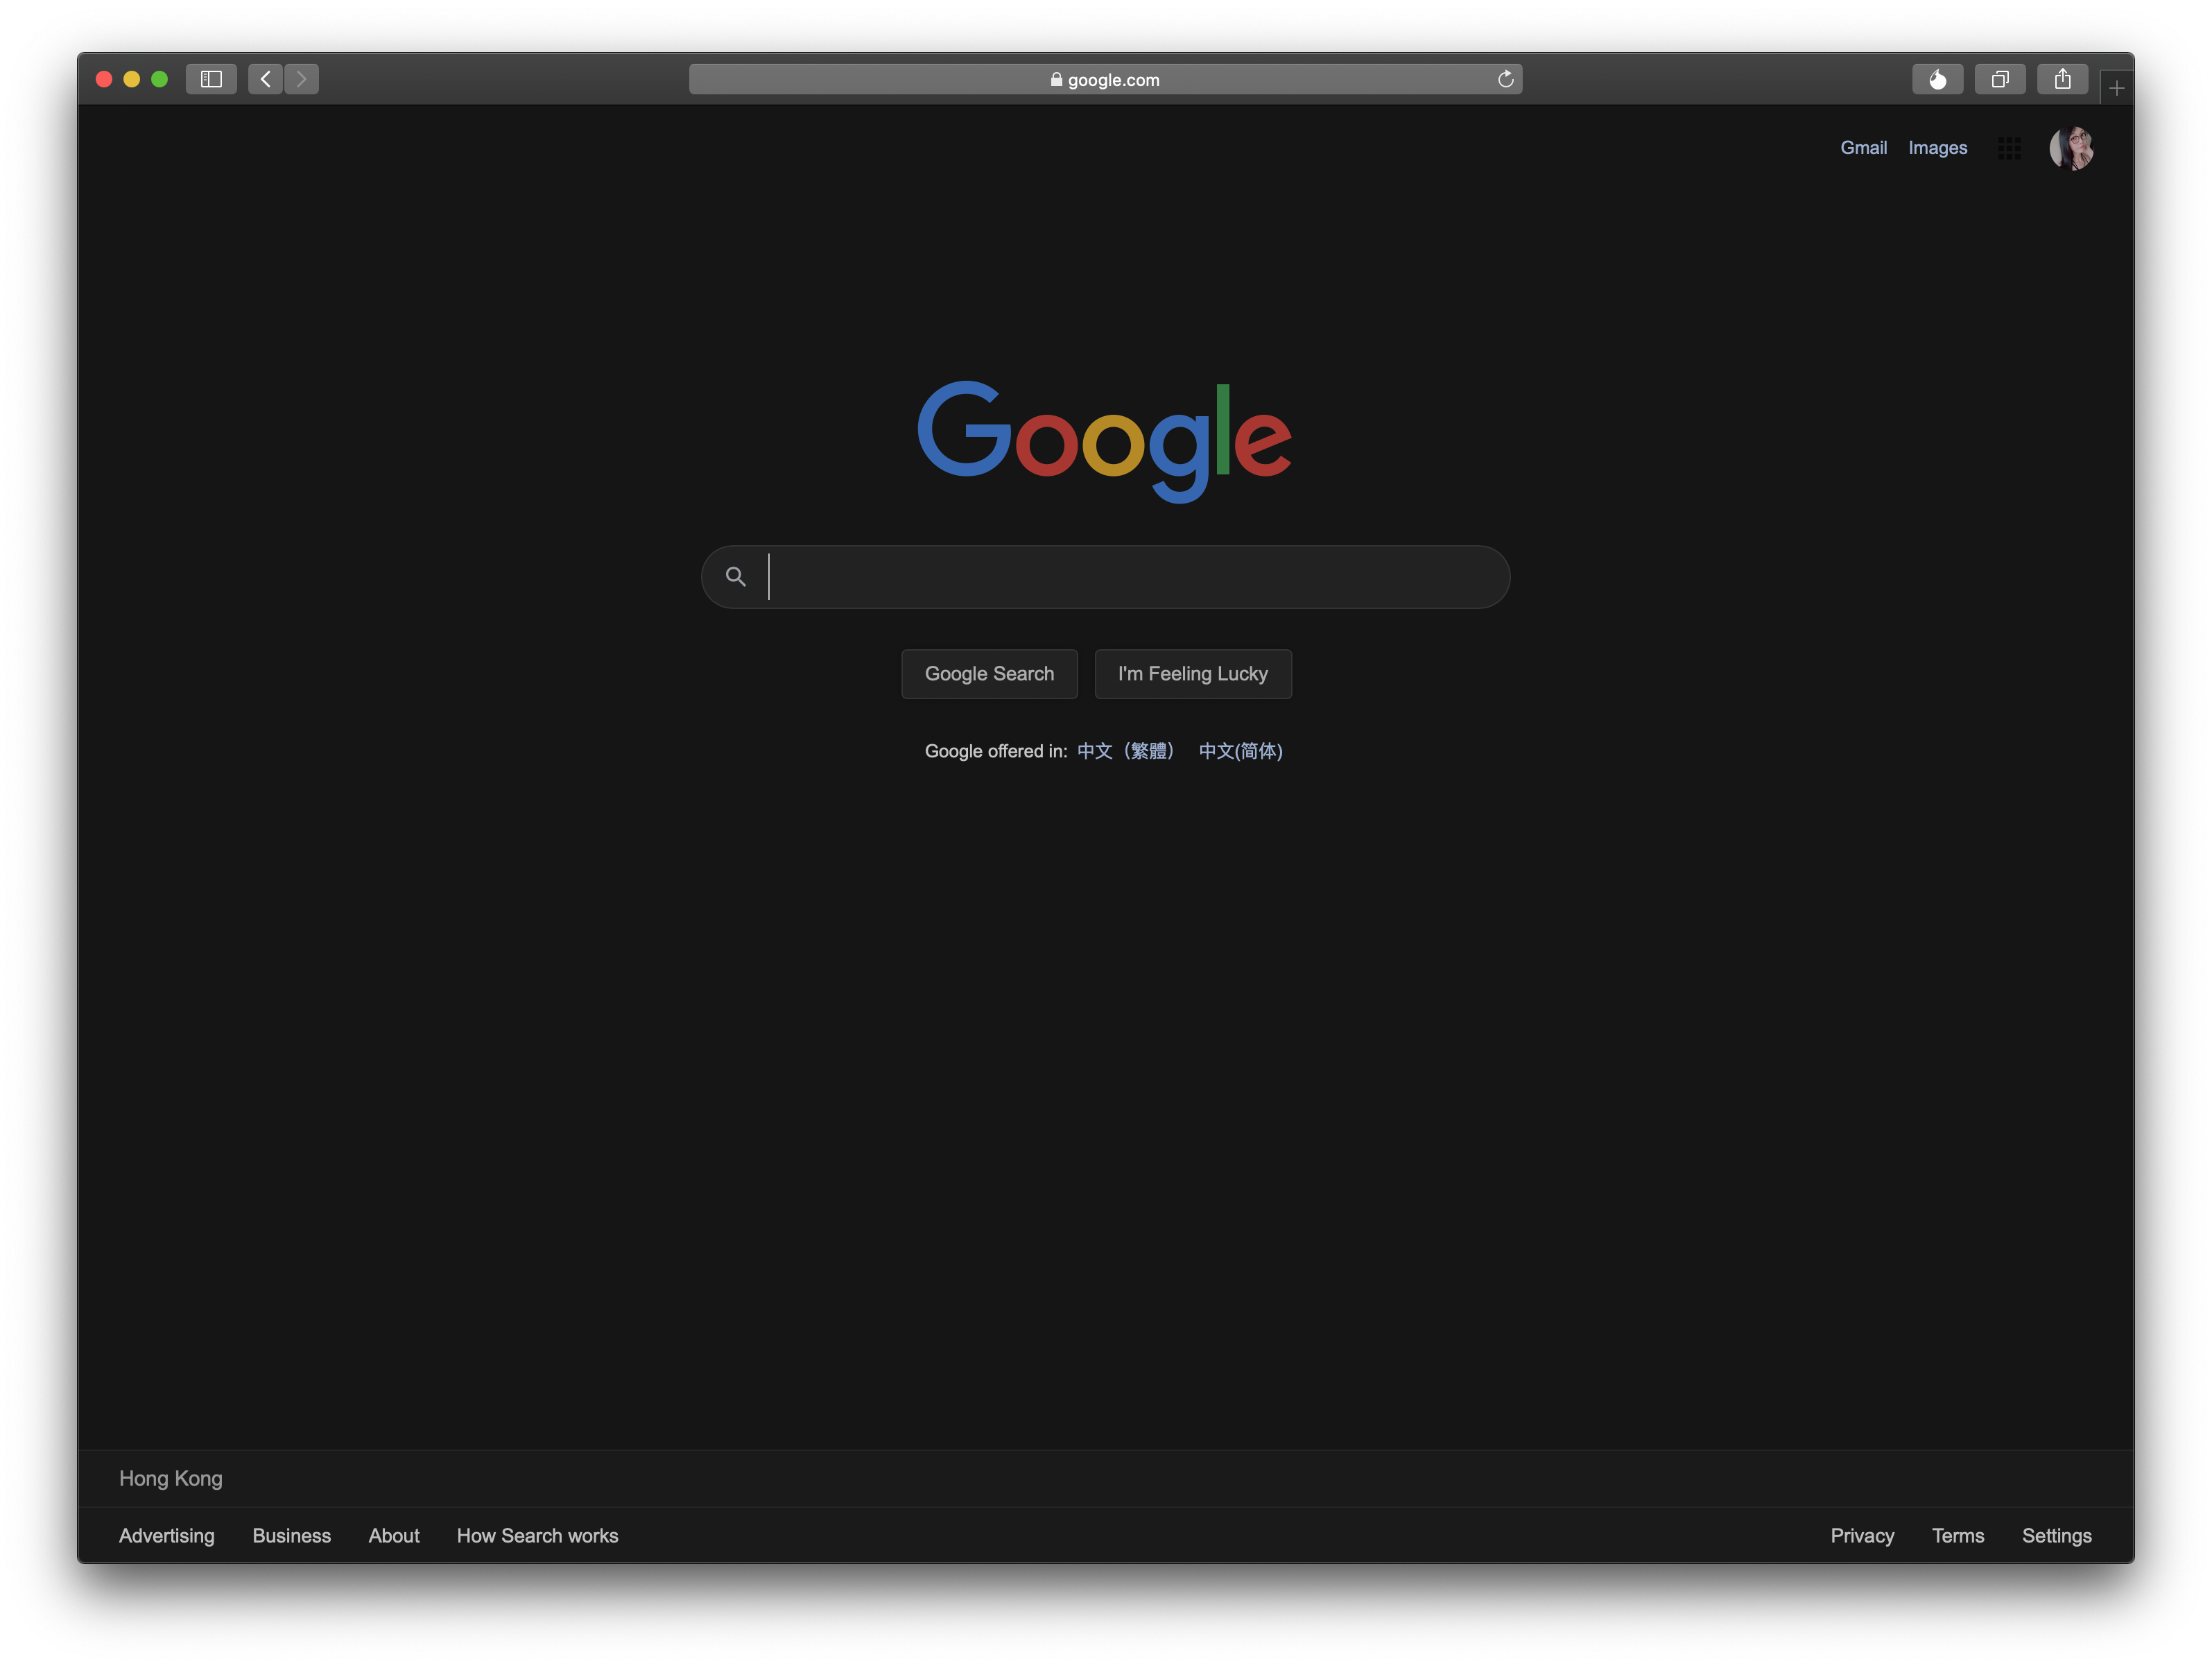 google.com
Gmail Images
Google
Google Search I'm Feeling Lucky
Google offered in: 中文（繁體） 中文(简体)
Hong Kong
Advertising Business About How Search works Privacy Terms Settings